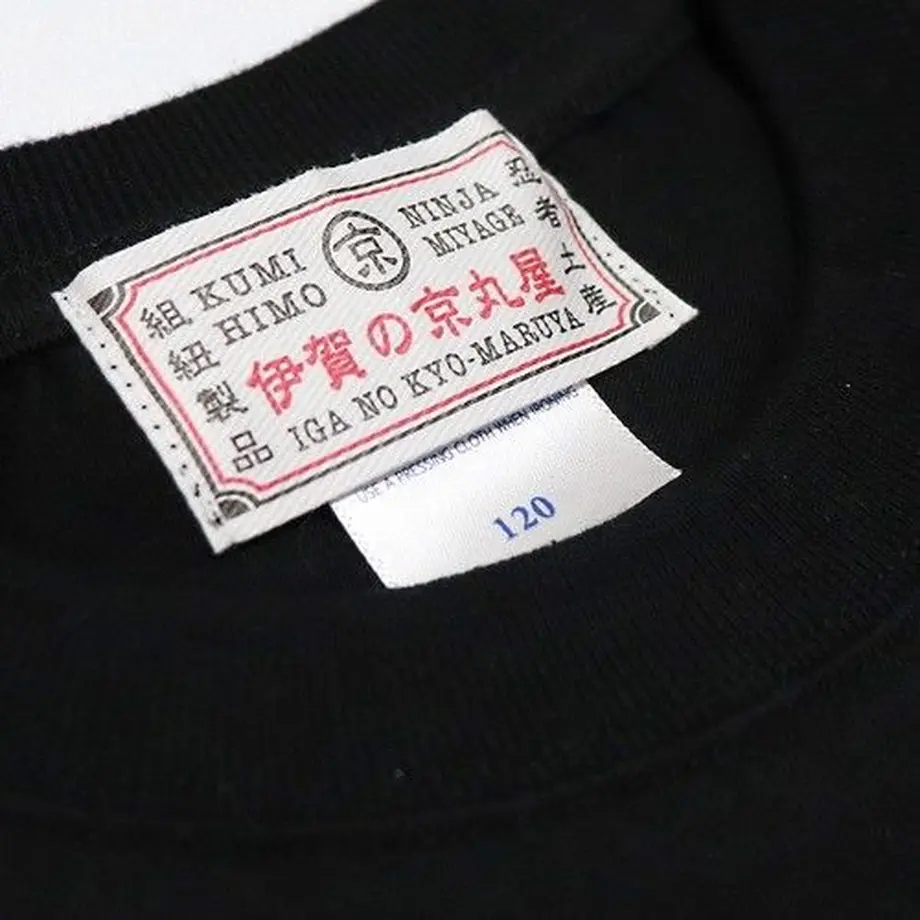 組紐製品
KUMI
HIMO
京
NINJA
MIYAGE
忍者土産
伊賀の京丸屋
IGA NO KYO-MARUYA
USE A PRESSING CLOTH WHEN IRONING
120